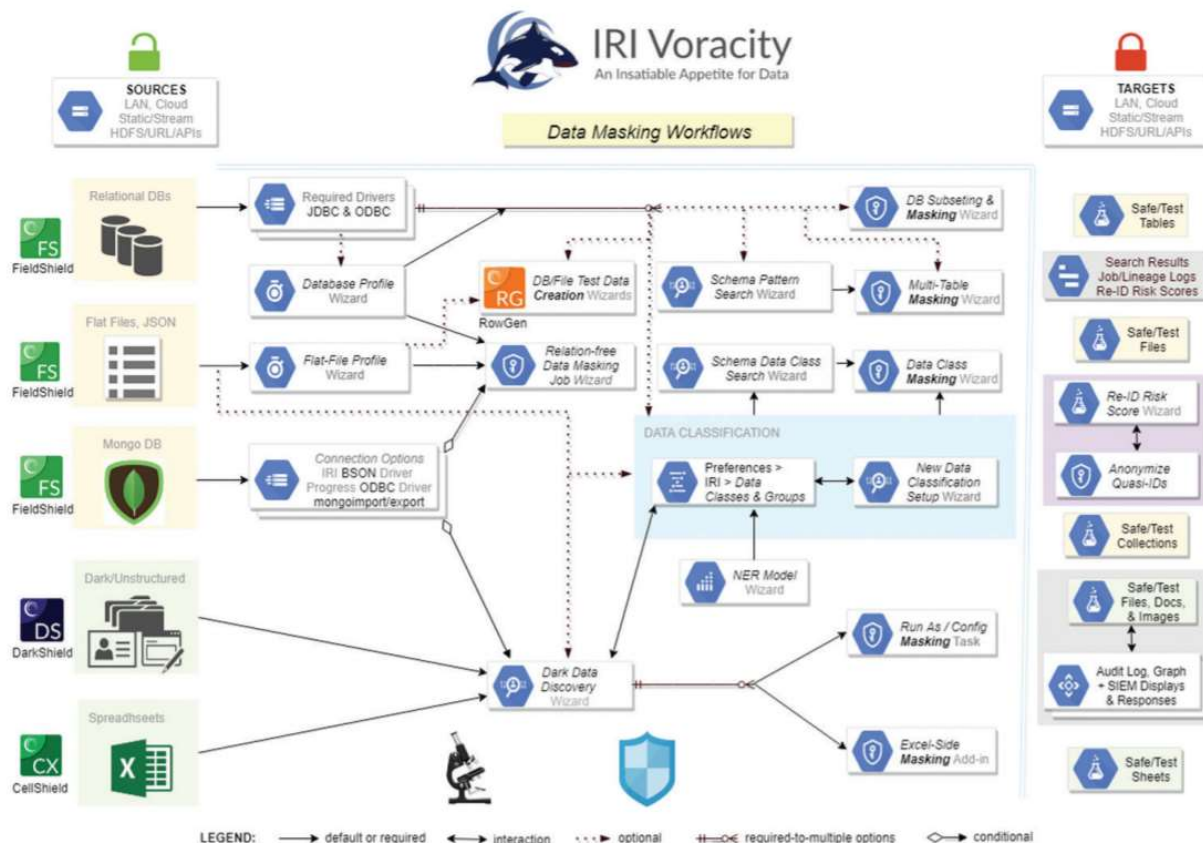 IRI Voracity
An Insatiable Appetite for Data
Data Masking Workflows
SOURCES
LAN, Cloud
Static/Stream
HDFS/URL/APIs
TARGETS
LAN, Cloud
Static/Stream
HDFS/URL/APIs
FS
FieldShield
Relational DBs
Required Drivers
JDBC & ODBC
Database Profile
Wizard
RG
RowGen
DB/File Test Data
Creation Wizards
DB Subseting &
Masking Wizard
Schema Pattern
Search Wizard
Multi-Table
Masking Wizard
FS
FieldShield
Flat Files, JSON
Flat-File Profile
Wizard
Relation-free
Data Masking
Job Wizard
Schema Data Class
Search Wizard
Data Class
Masking Wizard
FS
FieldShield
Mongo DB
Connection Options
IRI BSON Driver
Progress ODBC Driver
mongoimport/export
DATA CLASSIFICATION
Preferences >
IRI > Data
Classes & Groups
New Data
Classification
Setup Wizard
NER Model
Wizard
DS
DarkShield
Dark/Unstructured
Dark Data
Discovery
Wizard
Run As / Config
Masking Task
Excel-Side
Masking Add-in
CX
CellShield
Spreadhseets
X
Safe/Test
Tables
Search Results
Job/Lineage Logs
Re-ID Risk Scores
Safe/Test
Files
Re-ID Risk
Score Wizard
Anonymize
Quasi-IDs
Safe/Test
Collections
Safe/Test
Files, Docs,
& Images
Audit Log, Graph
+ SIEM Displays
& Responses
Safe/Test
Sheets
LEGEND:
default or required
interaction
optional
required-to-multiple options
conditional